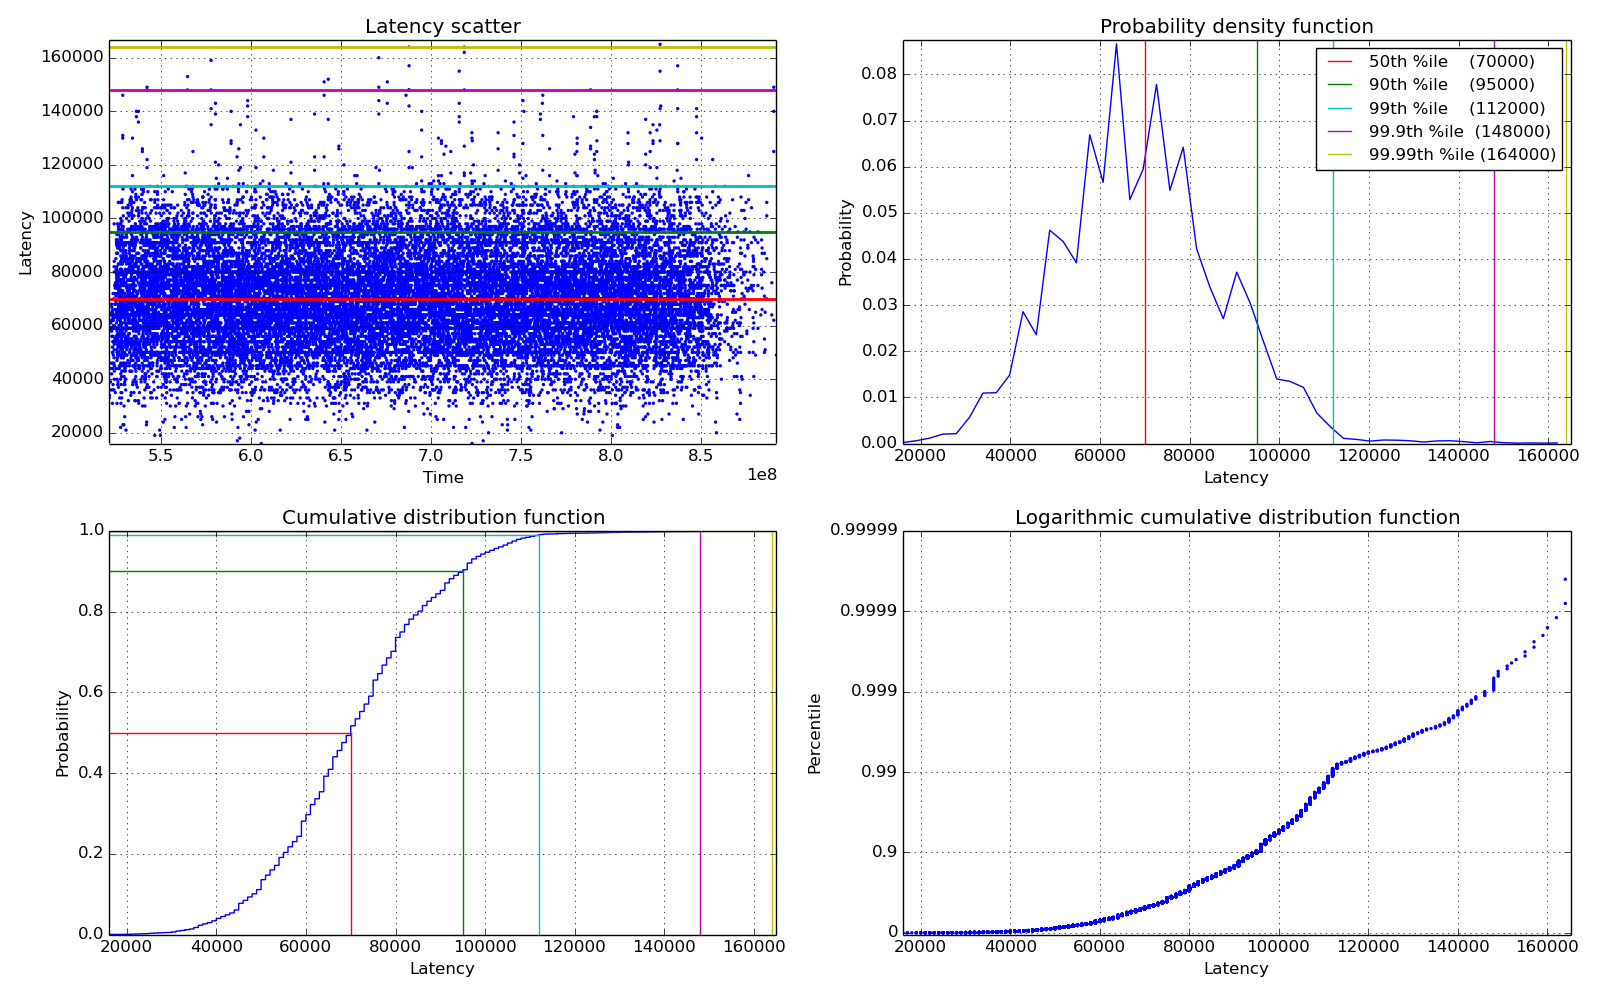 Latency scatter
160000
140000
120000
100000
80000
60000
40000
20000
Latency
5.5 6.0 6.5 7.0 7.5 8.0 8.5
1e8
Time
Probability density function
50th %ile (70000)
90th %ile (95000)
99th %ile (112000)
99.9th %ile (148000)
99.99th %ile (164000)
0.08
0.07
0.06
0.05
0.04
0.03
0.02
0.01
0.00
Probability
20000 40000 60000 80000 100000 120000 140000 160000
Latency
Cumulative distribution function
1.0
0.8
0.6
0.4
0.2
0.0
Probability
20000 40000 60000 80000 100000 120000 140000 160000
Latency
Logarithmic cumulative distribution function
0.99999
0.9999
0.999
0.99
0.9
0
Percentile
20000 40000 60000 80000 100000 120000 140000 160000
Latency